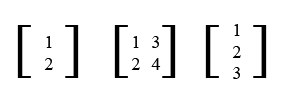 [ 1 ] [ 1 3 ] [ 1 ]
[ 2 ] [ 2 4 ] [ 2 ]
[ 3 ]